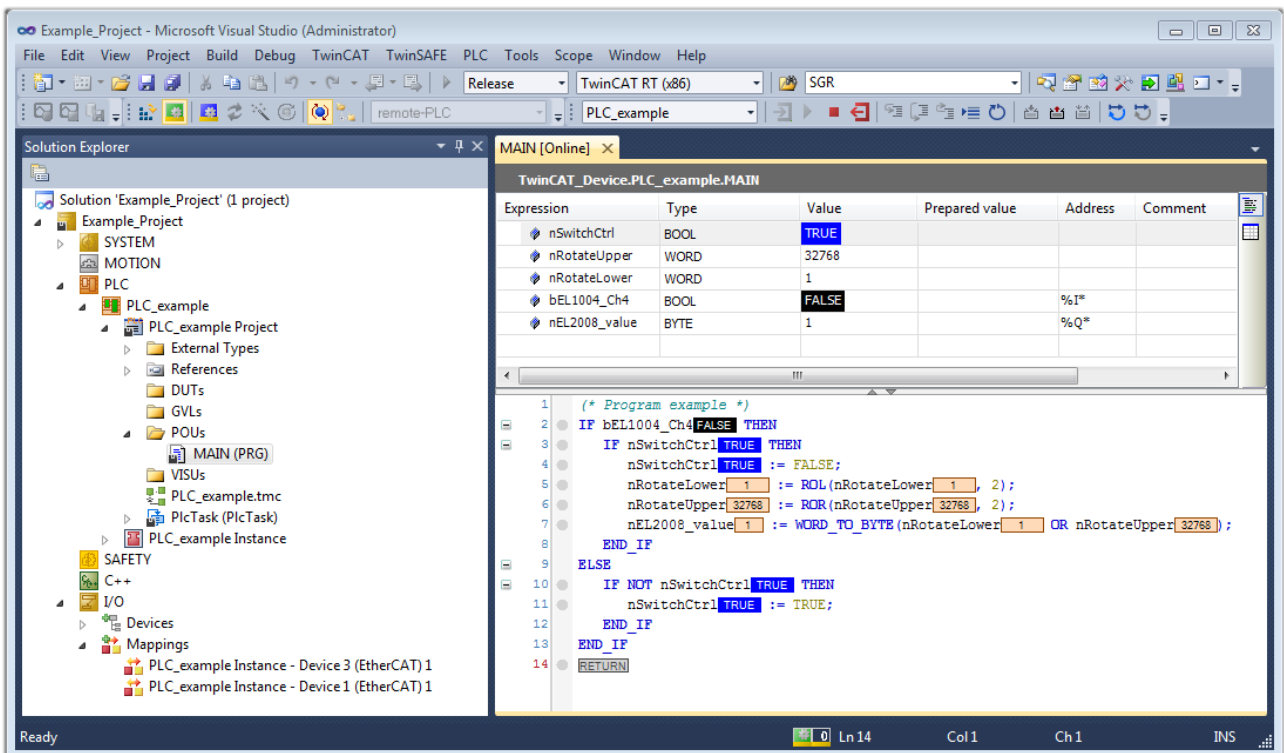 Example_Project - Microsoft Visual Studio (Administrator)
File Edit View Project Build Debug TwinCAT TwinSAFE PLC Tools Scope Window Help
Release TwinCAT RT (x86) SGR
remote-PLC PLC_example
Solution Explorer
Solution 'Example_Project' (1 project)
Example_Project
SYSTEM
MOTION
PLC
PLC_example
PLC_example Project
External Types
References
DUTs
GVLs
POUs
MAIN (PRG)
VISUs
PLC_example.tmc
PlcTask (PlcTask)
PLC_example Instance
SAFETY
C++
I/O
Devices
Mappings
PLC_example Instance - Device 3 (EtherCAT) 1
PLC_example Instance - Device 1 (EtherCAT) 1
MAIN [Online]
TwinCAT_Device.PLC_example.MAIN
Expression Type Value Prepared value Address Comment
nSwitchCtrl BOOL TRUE
nRotateUpper WORD 32768
nRotateLower WORD 1
bEL1004_Ch4 BOOL FALSE %I*
nEL2008_value BYTE 1 %Q*
1 (* Program example *)
2 IF bEL1004_Ch4 FALSE THEN
3 IF nSwitchCtrl TRUE THEN
4 nSwitchCtrl TRUE := FALSE;
5 nRotateLower 1 := ROL(nRotateLower 1 , 2);
6 nRotateUpper 32768 := ROR(nRotateUpper 32768 , 2);
7 nEL2008_value 1 := WORD_TO_BYTE(nRotateLower 1 OR nRotateUpper 32768 );
8 END_IF
9 ELSE
10 IF NOT nSwitchCtrl TRUE THEN
11 nSwitchCtrl TRUE := TRUE;
12 END_IF
13 END_IF
14 RETURN
Ready 0 Ln 14 Col 1 Ch 1 INS